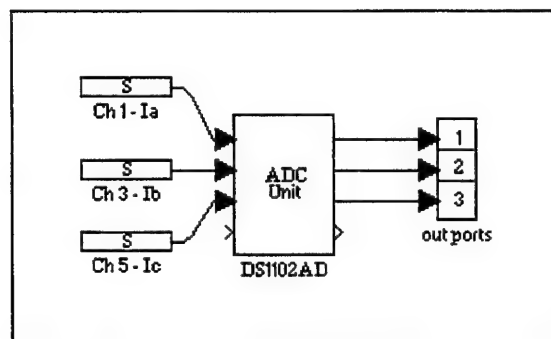 S
Ch 1 - Ia
S
Ch 3 - Ib
S
Ch 5 - Ic
ADC
Unit
DS1102AD
1
2
3
out ports